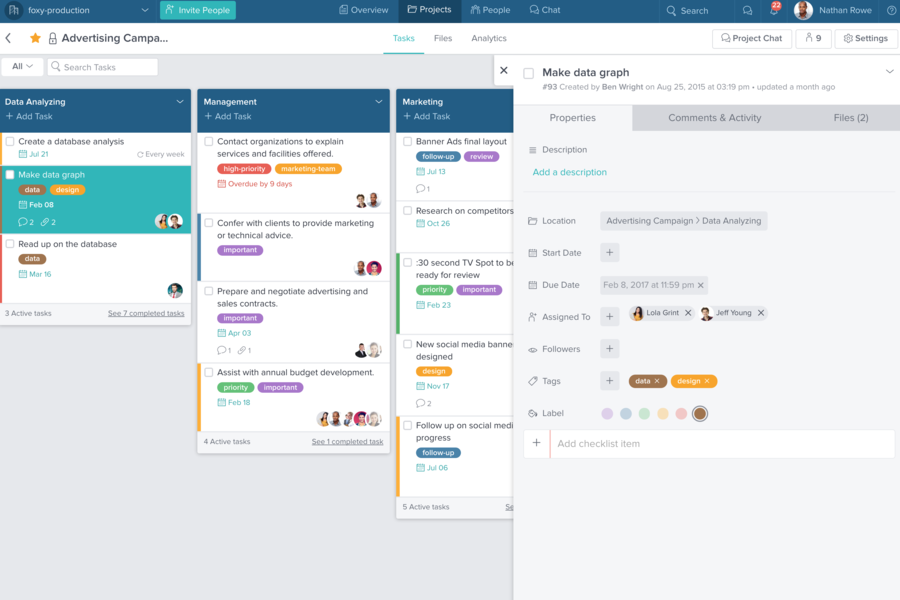 foxy-production
Invite People
Overview
Projects
People
Chat
Search
22
Nathan Rowe
Advertising Campa...
Tasks
Files
Analytics
Project Chat
9
Settings
All
Search Tasks
Data Analyzing
+ Add Task
Create a database analysis
Jul 21
Every week
Make data graph
data
design
Feb 08
2
2
Read up on the database
data
Mar 16
3 Active tasks
See 7 completed tasks
Management
+ Add Task
Contact organizations to explain
services and facilities offered.
high-priority
marketing-team
Overdue by 9 days
Confer with clients to provide marketing
or technical advice.
important
Prepare and negotiate advertising and
sales contracts.
important
Apr 03
1
1
Assist with annual budget development.
priority
important
Feb 18
4 Active tasks
See 1 completed task
Marketing
+ Add Task
Banner Ads final layout
follow-up
review
Jul 13
1
Research on competitors
Oct 26
:30 second TV Spot to be
ready for review
priority
important
Feb 23
New social media banne
designed
design
Nov 17
2
Follow up on social medi
progress
follow-up
Jul 06
5 Active tasks
Se
Make data graph
#93 Created by Ben Wright on Aug 25, 2015 at 03:19 pm • updated a month ago
Properties
Comments & Activity
Files (2)
Description
Add a description
Location
Advertising Campaign > Data Analyzing
Start Date
+
Due Date
Feb 8, 2017 at 11:59 pm ×
Assigned To
+
Lola Grint ×
Jeff Young ×
Followers
+
Tags
+
data ×
design ×
Label
+
Add checklist item